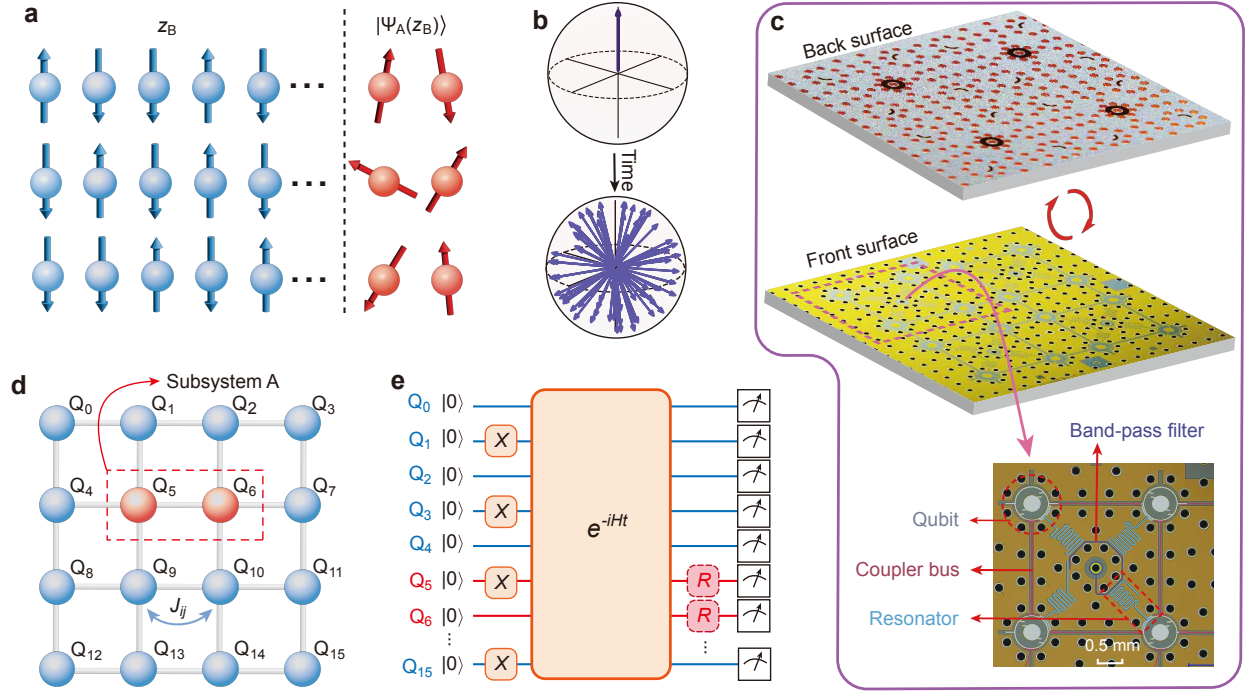 a
z_B
|Ψ_A(z_B)⟩
...
...
...
b
Time
c
Back surface
Front surface
Band-pass filter
Qubit
Coupler bus
Resonator
0.5 mm
d
Subsystem A
Q_0 Q_1 Q_2 Q_3
Q_4 Q_5 Q_6 Q_7
Q_8 Q_9 Q_10 Q_11
J_ij
Q_12 Q_13 Q_14 Q_15
e
Q_0 |0⟩
Q_1 |0⟩ X
Q_2 |0⟩
Q_3 |0⟩ X
e^{-iHt}
Q_4 |0⟩
Q_5 |0⟩ X R
Q_6 |0⟩ R
... ...
Q_15 |0⟩ X